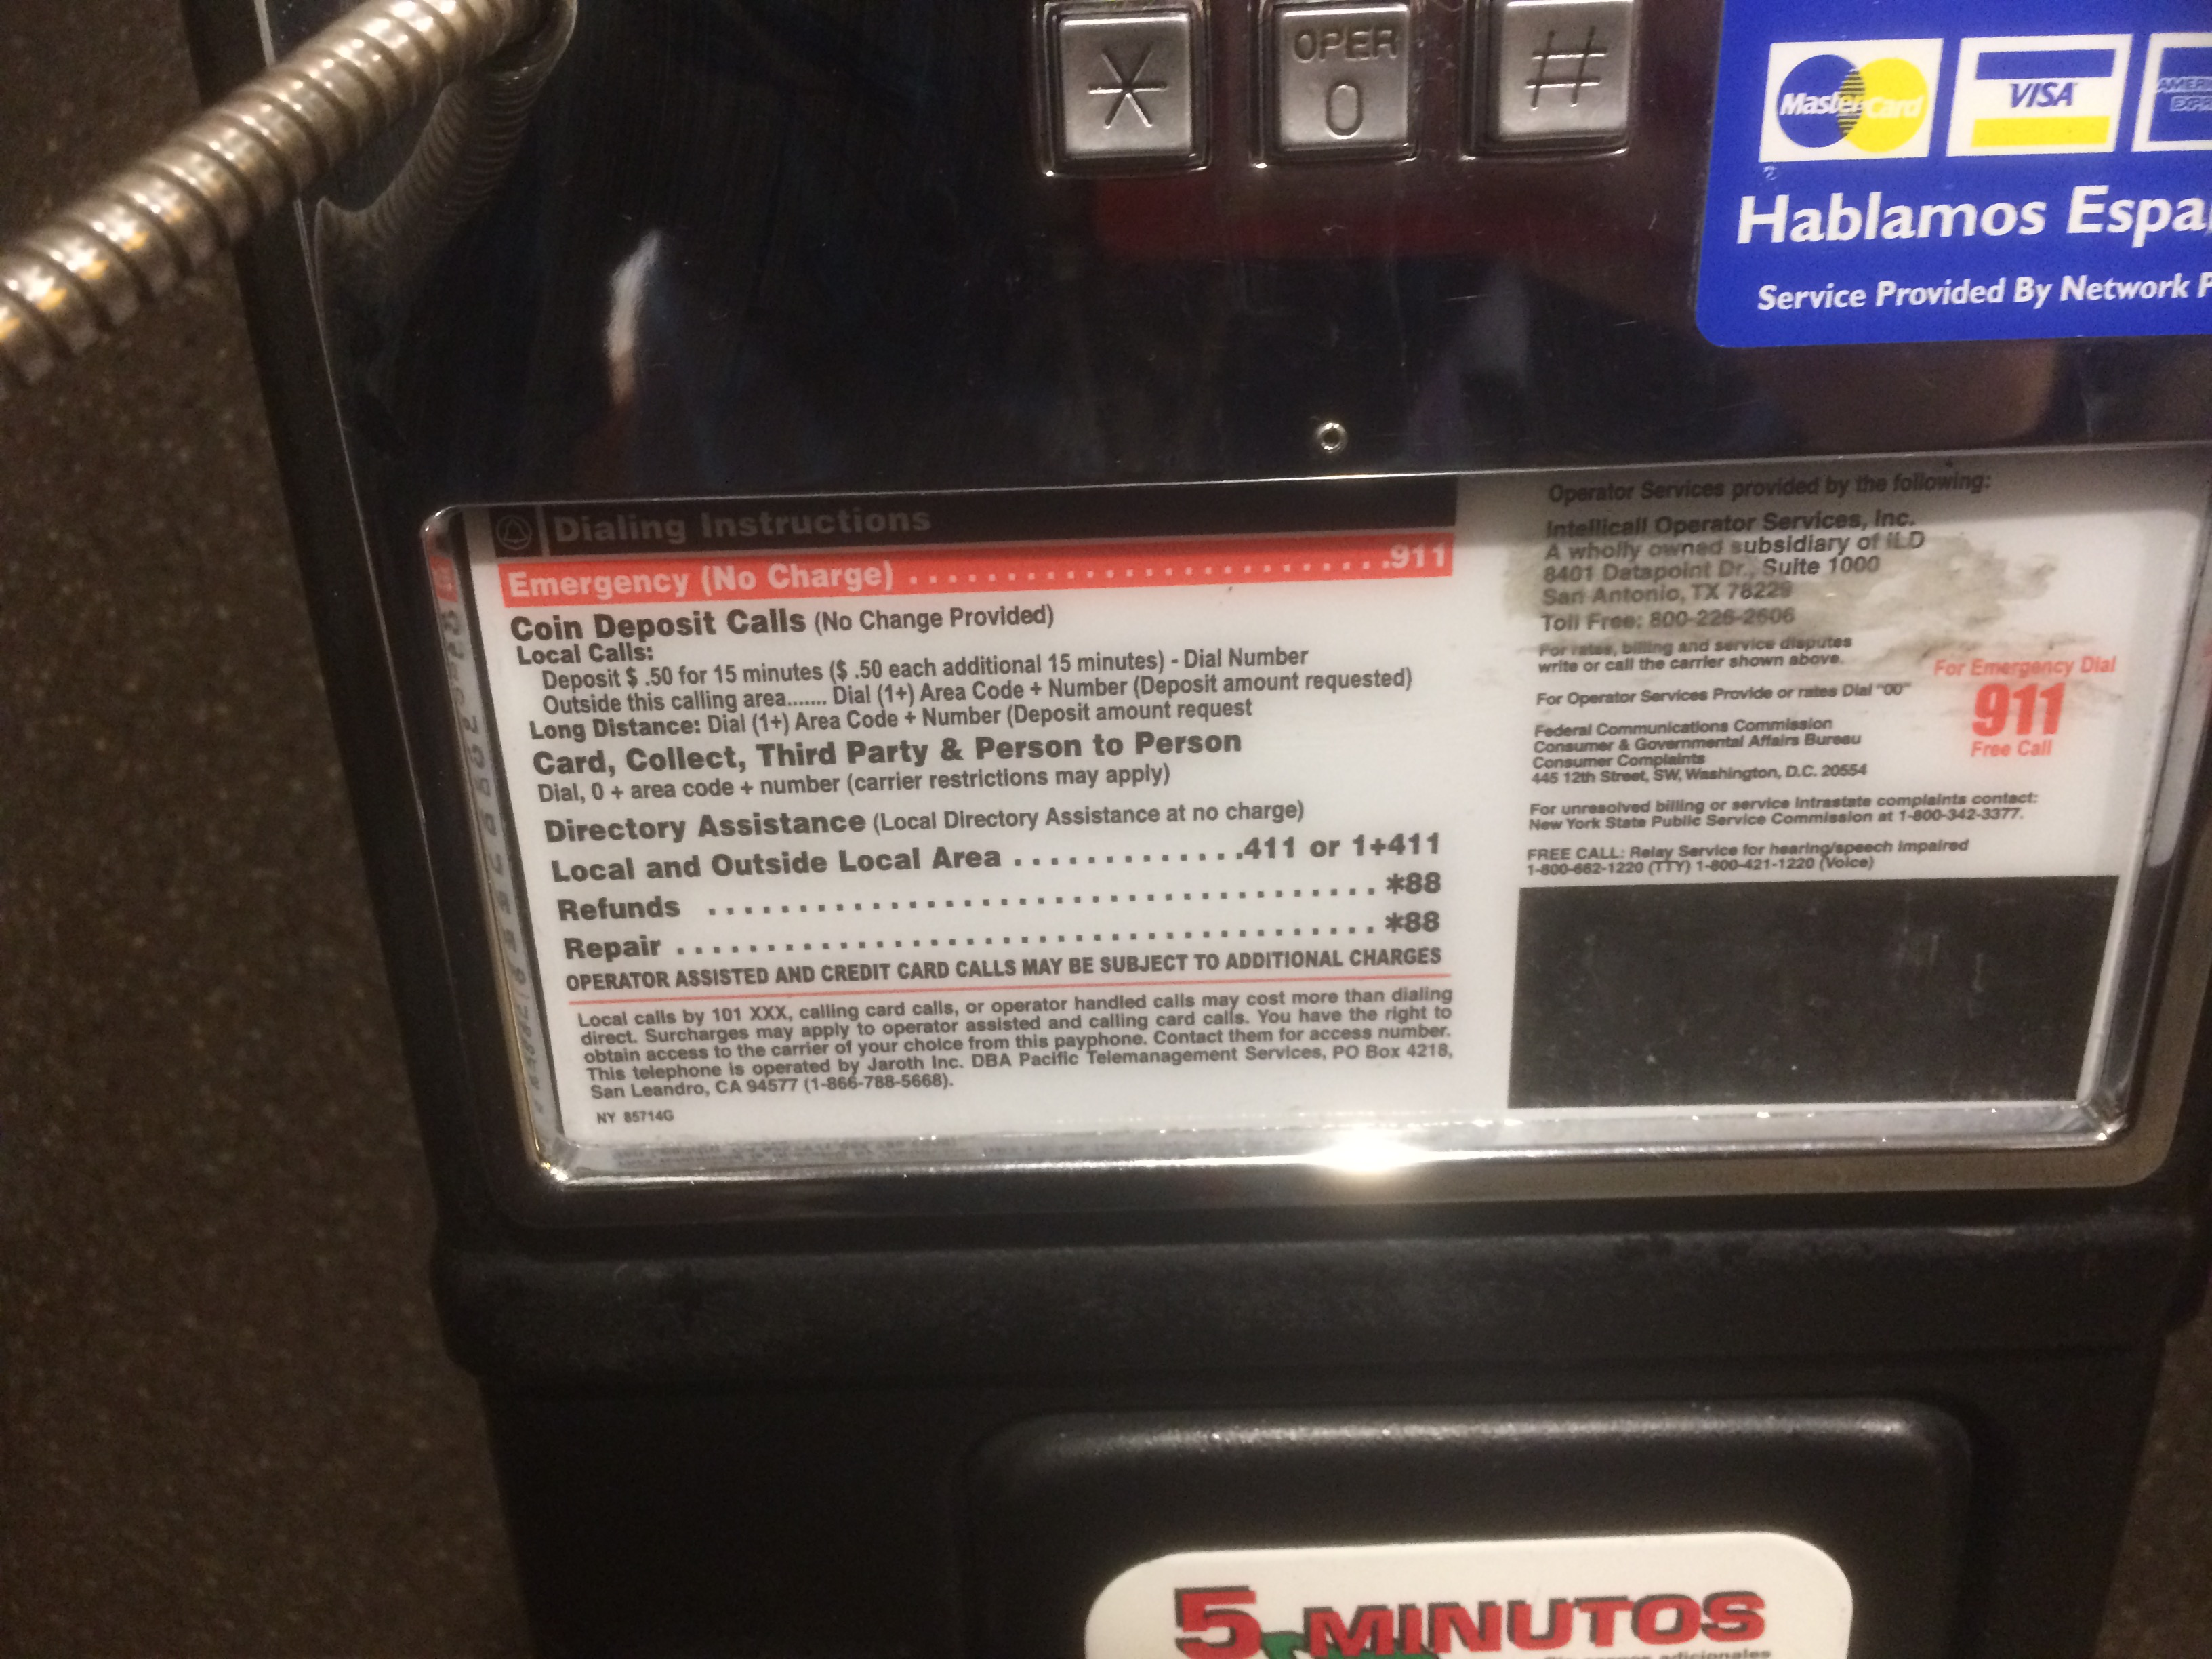 OPER
0
*
#
MasterCard
VISA
Hablamos
Service Provided By Network
Dialing Instructions
Emergency (No Charge) ........................... .911
Coin Deposit Calls (No Change Provided)
Local Calls:
Deposit $ .50 for 15 minutes ($ .50 each additional 15 minutes) - Dial Number
Outside this calling area....... Dial (1+) Area Code + Number (Deposit amount requested)
Long Distance: Dial (1+) Area Code + Number (Deposit amount request
Card, Collect, Third Party & Person to Person
Dial, 0 + area code + number (carrier restrictions may apply)
Directory Assistance (Local Directory Assistance at no charge)
Local and Outside Local Area .............411 or 1+411
Refunds ..................................... *88
Repair ....................................... *88
OPERATOR ASSISTED AND CREDIT CARD CALLS MAY BE SUBJECT TO ADDITIONAL CHARGES
Local calls by 101 XXX, calling card calls, or operator handled calls may cost more than dialing
direct. Surcharges may apply to operator assisted and calling card calls. You have the right to
obtain access to the carrier of your choice from this payphone. Contact them for access number.
This telephone is operated by Jaroth Inc. DBA Pacific Telemanagement Services, PO Box 4218,
San Leandro, CA 94577 (1-866-788-5668).
NY 85714G
Operator Services provided by the following:
Intellicall Operator Services, Inc.
A wholly owned subsidiary of ILD
8401 Datapoint Dr., Suite 1000
San Antonio, TX 78229
Toll Free: 800-226-2606
For rates, billing and service disputes
write or call the carrier shown above.
For Operator Services Provide or rates Dial "00"
For Emergency Dial
911
Free Call
Federal Communications Commission
Consumer & Governmental Affairs Bureau
Consumer Complaints
445 12th Street, SW, Washington, D.C. 20554
For unresolved billing or service Intrastate complaints contact:
New York State Public Service Commission at 1-800-342-3377.
FREE CALL: Relay Service for hearing/speech impaired
1-800-662-1220 (TTY) 1-800-421-1220 (Voice)
5 MINUTOS